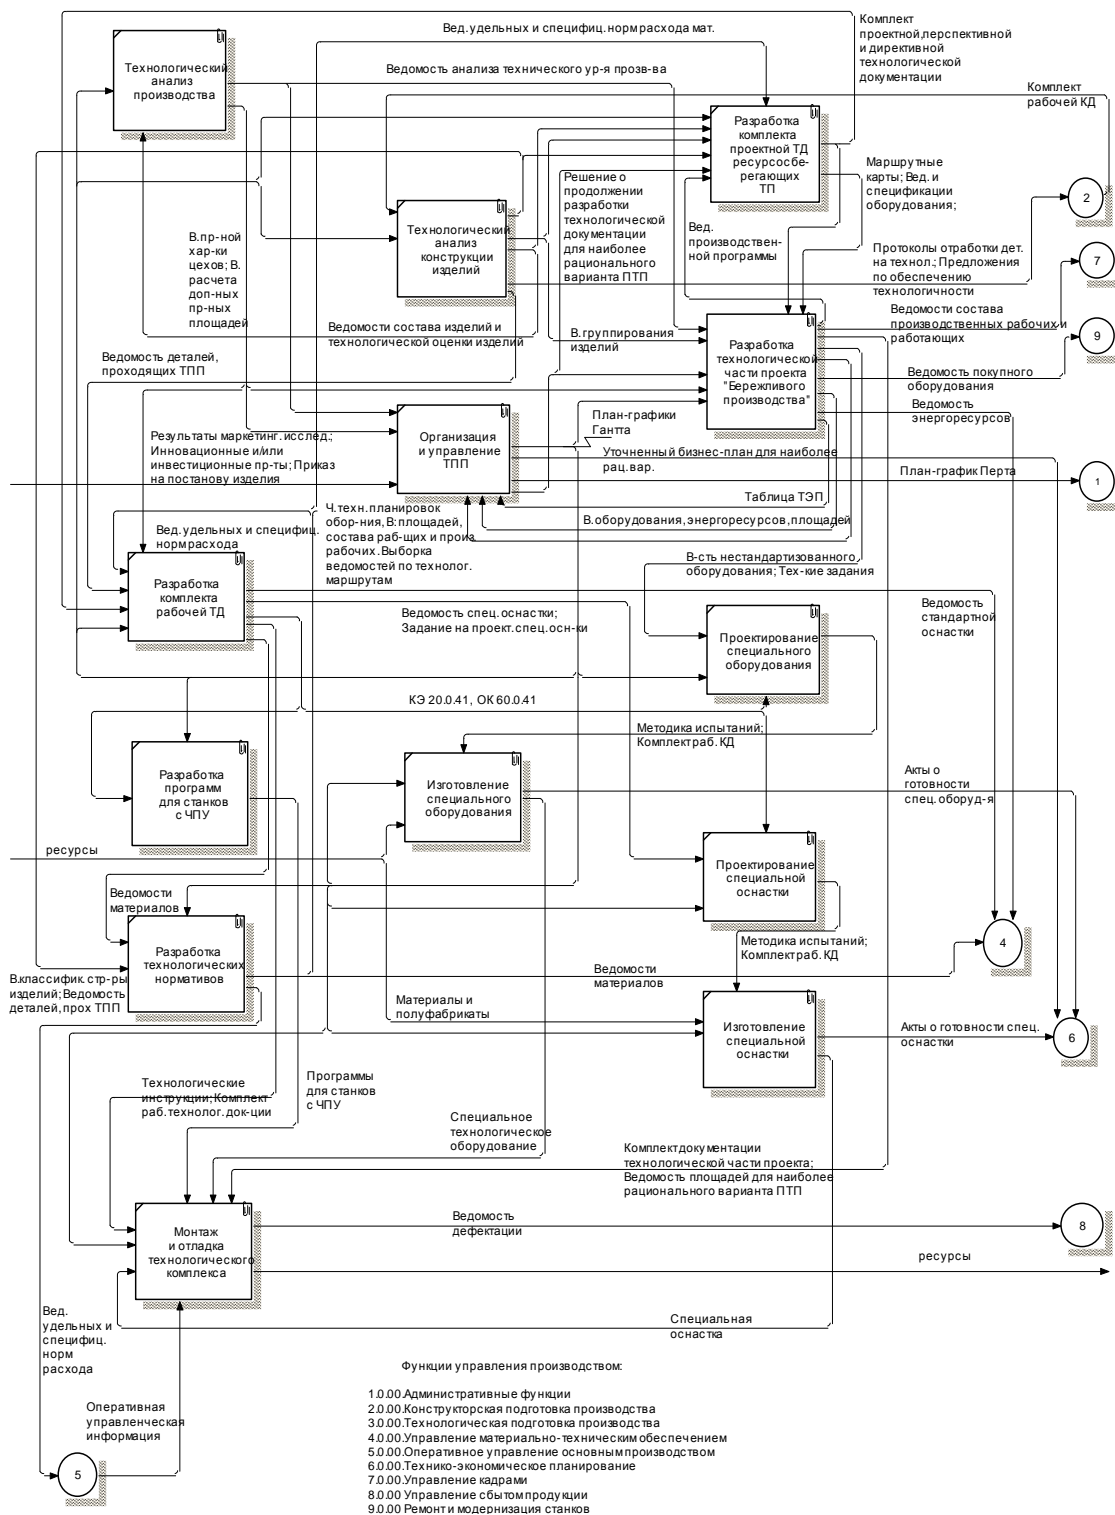 Вед. удельных и специфиц. норм расхода мат.
Комплект
проектной,перспективной
и директивной
технологической
документации
Технологический
анализ
производства
Ведомость анализа технического ур-я прозв-ва
Комплект
рабочей КД
Разработка
комплекта
проектной ТД
ресурсосбе-
регающих
ТП
Решение о
продолжении
разработки
технологической
документации
для наиболее
рационального
варианта ПТП
Маршрутные
карты; Вед. и
спецификации
оборудования;
2
Технологический
анализ
конструкции
изделий
В.пр-ной
хар-ки
цехов; В.
расчета
доп-ных
пр-ных
площадей
Вед.
производствен-
ной программы
Протоколы отработки дет.
на технол.; Предложения
по обеспечению
технологичности
7
Ведомости состава изделий и
технологической оценки изделий
В.группирования
изделий
Разработка
технологической
части проекта
"Бережливого
производства"
Ведомости состава
производственных рабочих и
работающих
9
Ведомость деталей,
проходящих ТПП
Ведомость покупного
оборудования
Ведомость
энергоресурсов
Организация
и управление
ТПП
План-графики
Гантта
Результаты маркетинг. исслед.;
Инновационные и/или
инвестиционные пр-ты; Приказ
на постанову изделия
Уточненный бизнес-план для наиболее
рац.вар.
План-график Перта
1
Таблица ТЭП
Ч.техн.планировок
обор-ния, В: площадей,
состава раб-щих и произ.
рабочих. Выборка
ведомостей по технолог.
маршрутам
В.оборудования, энергоресурсов, площадей
Вед. удельных и специфиц.
норм расхода
В-сть нестандартизованного
оборудования; Тех-кие задания
Разработка
комплекта
рабочей ТД
Ведомость спец. оснастки;
Задание на проект.спец.осн-ки
Ведомость
стандартной
оснастки
Проектирование
специального
оборудования
КЭ 20.0.41, ОК 60.0.41
Методика испытаний;
Комплект раб. КД
Разработка
программ
для станков
с ЧПУ
Изготовление
специального
оборудования
Акты о
готовности
спец. оборуд-я
ресурсы
Проектирование
специальной
оснастки
Ведомости
материалов
Разработка
технологических
нормативов
Методика испытаний;
Комплект раб. КД
4
В.классифик. стр-ры
изделий; Ведомость
деталей, прох ТПП
Ведомости
материалов
Материалы и
полуфабрикаты
Изготовление
специальной
оснастки
Акты о готовности спец.
оснастки
6
Технологические
инструкции; Комплект
раб. технолог. док-ции
Программы
для станков
с ЧПУ
Специальное
технологическое
оборудование
Комплект документации
технологической части проекта;
Ведомость площадей для наиболее
рационального варианта ПТП
Монтаж
и отладка
технологического
комплекса
Ведомость
дефектации
8
ресурсы
Вед.
удельных и
специфиц.
норм
расхода
Специальная
оснастка
Оперативная
управленческая
информация
5
Функции управления производством:
1.0.00.Административные функции
2.0.00.Конструкторская подготовка производства
3.0.00.Технологическая подготовка производства
4.0.00.Управление материально-техническим обеспечением
5.0.00.Оперативное управление основным производством
6.0.00.Технико-экономическое планирование
7.0.00.Управление кадрами
8.0.00 Управление сбытом продукции
9.0.00 Ремонт и модернизация станков